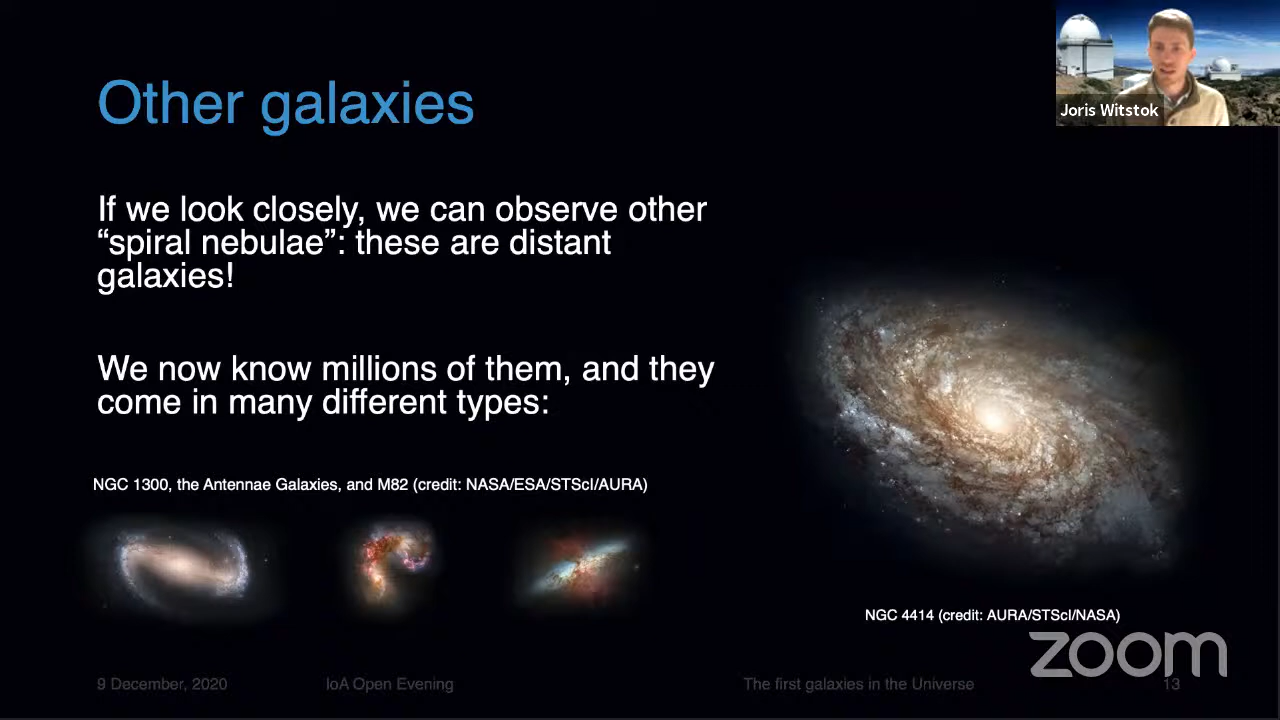 Other galaxies
Joris Witstok
If we look closely, we can observe other
“spiral nebulae”: these are distant
galaxies!
We now know millions of them, and they
come in many different types:
NGC 1300, the Antennae Galaxies, and M82 (credit: NASA/ESA/STScI/AURA)
NGC 4414 (credit: AURA/STScI/NASA)
zoom
9 December, 2020
IoA Open Evening
The first galaxies in the Universe
13